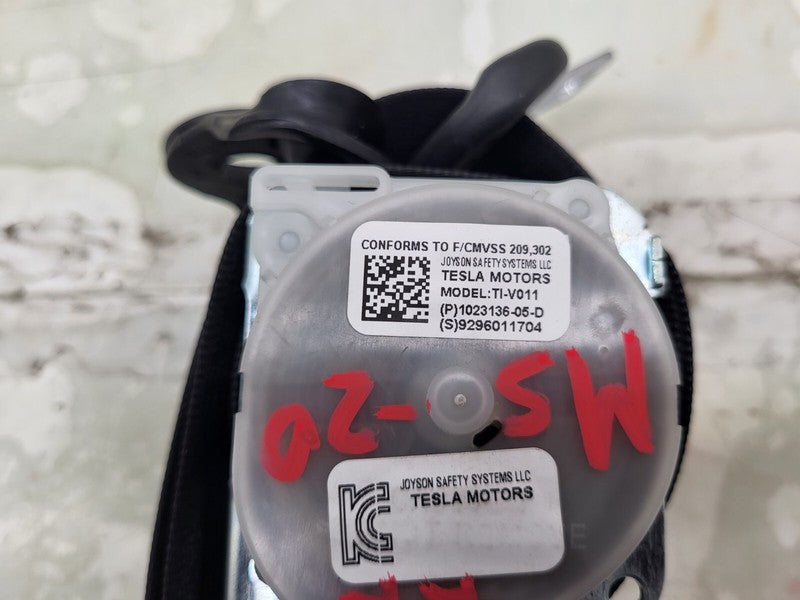 CONFORMS TO F/CMVSS 209,302
JOYSON SAFETY SYSTEMS LLC
TESLA MOTORS
MODEL:TI-V011
(P)1023136-05-D
(S)9296011704
MS -20
KC
JOYSON SAFETY SYSTEMS LLC
TESLA MOTORS